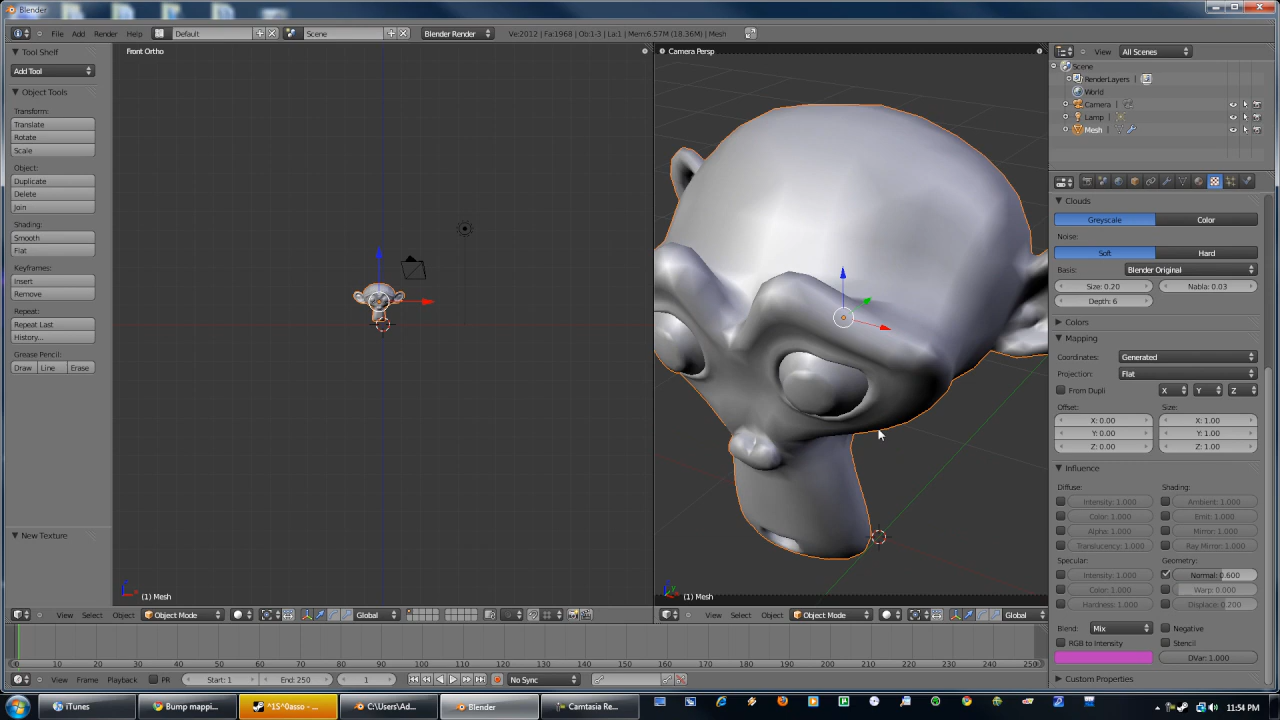 Blender
File Add Render Help Default Scene Blender Render Ve:2012 | Fa:1968 | Ob:1-3 | La:1 | Mem:6.57M (18.36M) | Mesh
Tool Shelf
Add Tool
Object Tools
Transform:
Translate
Rotate
Scale
Object:
Duplicate
Delete
Join
Shading:
Smooth
Flat
Keyframes:
Insert
Remove
Repeat:
Repeat Last
History...
Grease Pencil:
Draw Line Erase
New Texture
Front Ortho
(1) Mesh
View Select Object Object Mode Global
Camera Persp
(1) Mesh
View Select Object Object Mode Global
View All Scenes
Scene
RenderLayers
World
Camera
Lamp
Mesh
Clouds
Greyscale Color
Noise:
Soft Hard
Basis: Blender Original
Size: 0.20 Nabla: 0.03
Depth: 6
Colors
Mapping
Coordinates: Generated
Projection: Flat
From Dupli X Y Z
Offset: Size:
X: 0.00 X: 1.00
Y: 0.00 Y: 1.00
Z: 0.00 Z: 1.00
Influence
Diffuse: Shading:
Intensity: 1.000 Ambient: 1.000
Color: 1.000 Emit: 1.000
Alpha: 1.000 Mirror: 1.000
Translucency: 1.000 Ray Mirror: 1.000
Specular: Geometry:
Intensity: 1.000 Normal: 0.600
Color: 1.000 Warp: 0.000
Hardness: 1.000 Displace: 0.200
Blend: Mix Negative
RGB to Intensity Stencil
DVar: 1.000
Custom Properties
0 10 20 30 40 50 60 70 80 90 100 110 120 130 140 150 160 170 180 190 200 210 220 230 240 250
View Frame Playback PR Start: 1 End: 250 1 No Sync
iTunes Bump mappi... *1S*0asso - ... C:\Users\Ad... Blender Camtasia Re... 11:54 PM